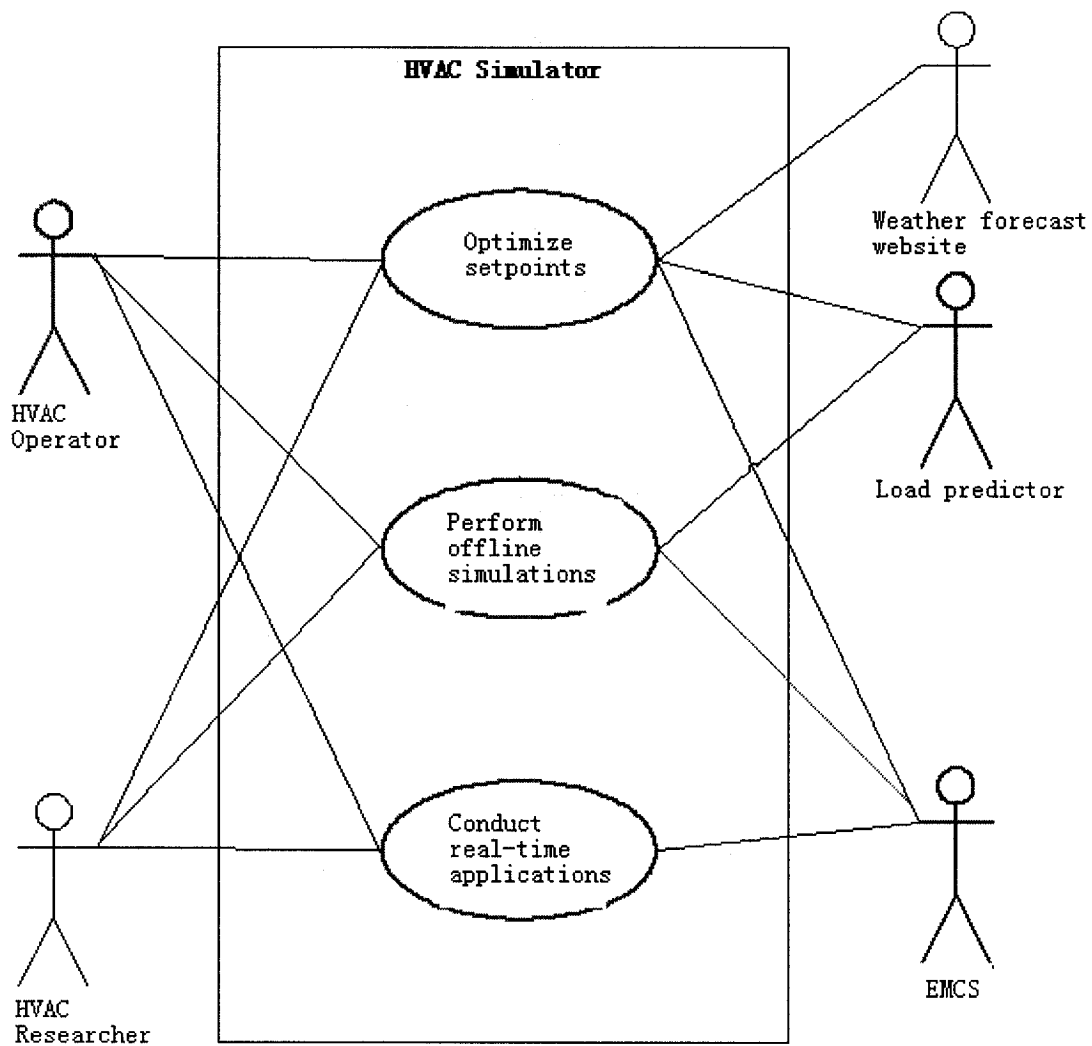 HVAC Simulator
Weather forecast
website
Optimize
setpoints
HVAC
Operator
Load predictor
Perform
offline
simulations
Conduct
real-time
applications
EMCS
HVAC
Researcher